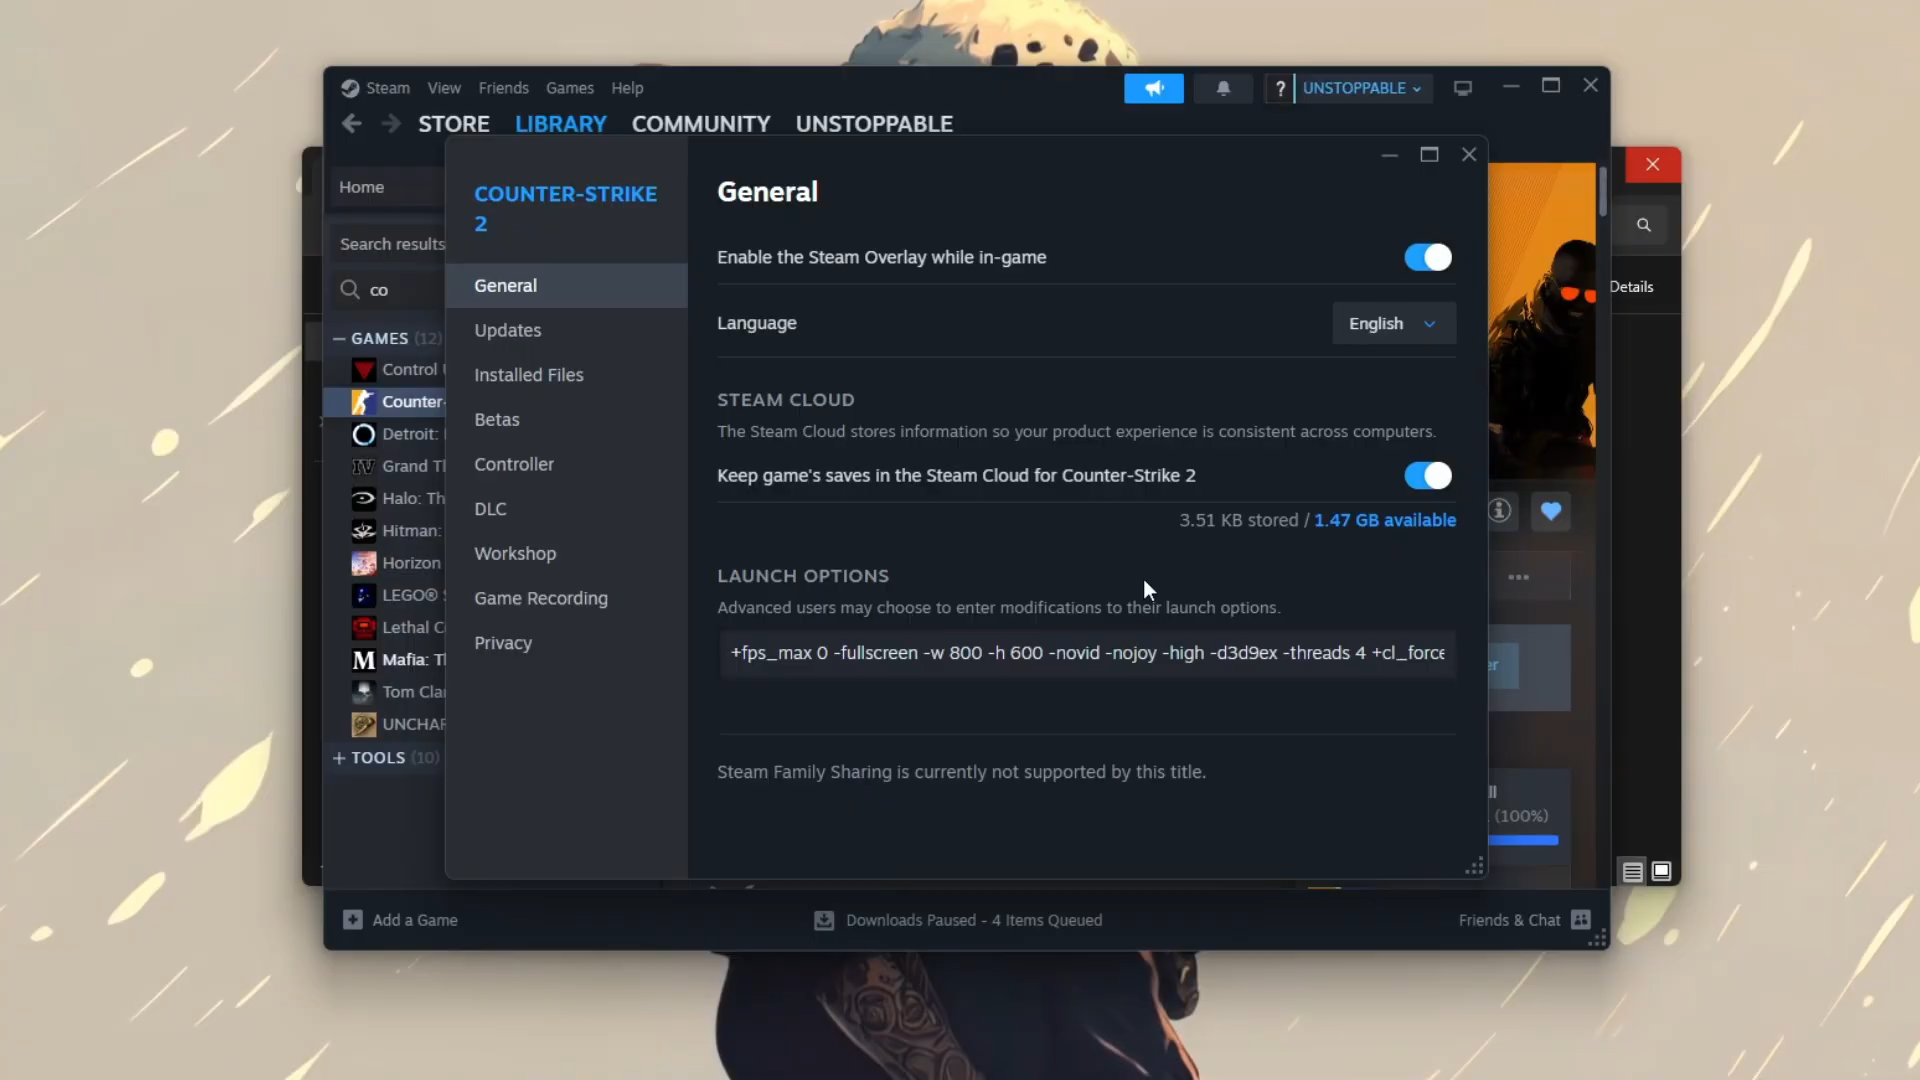 Steam View Friends Games Help
? UNSTOPPABLE
STORE LIBRARY COMMUNITY UNSTOPPABLE
Home
Search results
co
GAMES (12)
Control
Counter-
Detroit:
Grand
Halo:
Hitman:
Horizon
LEGO®
Lethal
Mafia:
Tom
UNCHAR
+ TOOLS (10)
COUNTER-STRIKE
2
General
Updates
Installed Files
Betas
Controller
DLC
Workshop
Game Recording
Privacy
General
Enable the Steam Overlay while in-game
Language
English
STEAM CLOUD
The Steam Cloud stores information so your product experience is consistent across computers.
Keep game's saves in the Steam Cloud for Counter-Strike 2
3.51 KB stored / 1.47 GB available
LAUNCH OPTIONS
Advanced users may choose to enter modifications to their launch options.
+fps_max 0 -fullscreen -w 800 -h 600 -novid -nojoy -high -d3d9ex -threads 4 +cl_force
Steam Family Sharing is currently not supported by this title.
Details
(100%)
Add a Game
Downloads Paused - 4 Items Queued
Friends & Chat